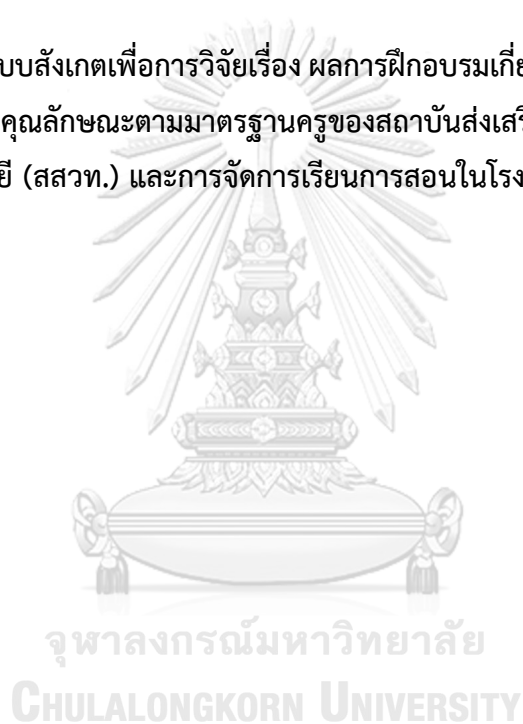 บบสังเกตเพื่อการวิจัยเรื่อง ผลการฝึกอบรมเกี่ย
คุณลักษณะตามมาตรฐานครูของสถาบันส่งเสริ
ยี (สสวท.) และการจัดการเรียนการสอนในโรง
จุฬาลงกรณ์มหาวิทยาลัย
CHULALONGKORN UNIVERSITY